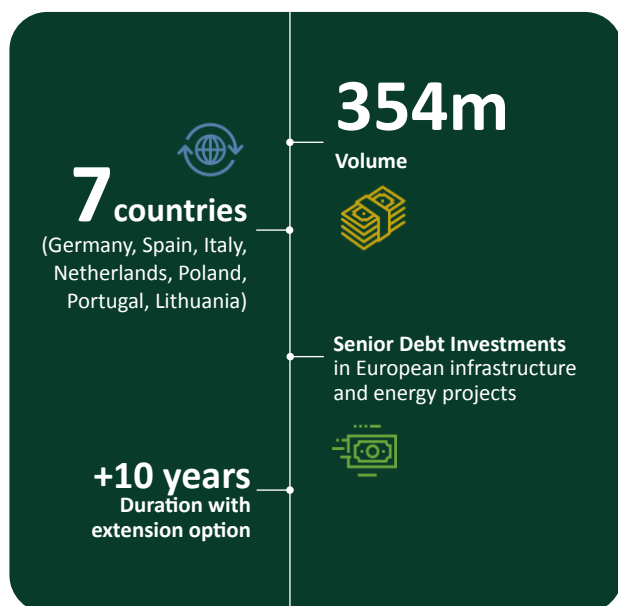 354m
Volume
7 countries
(Germany, Spain, Italy,
Netherlands, Poland,
Portugal, Lithuania)
Senior Debt Investments
in European infrastructure
and energy projects
+10 years
Duration with
extension option